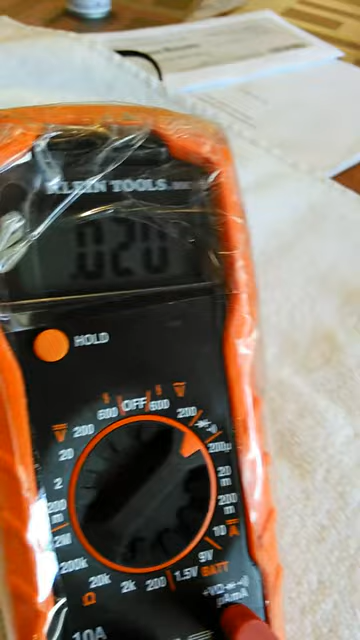 KLEIN TOOLS
.020
HOLD
OFF
600 600
200 200
20 200µ
2 20
m
200
m 200
m
2M 10 A
200k 9V
20k 2k 200 1.5V BATT
Ω
10A